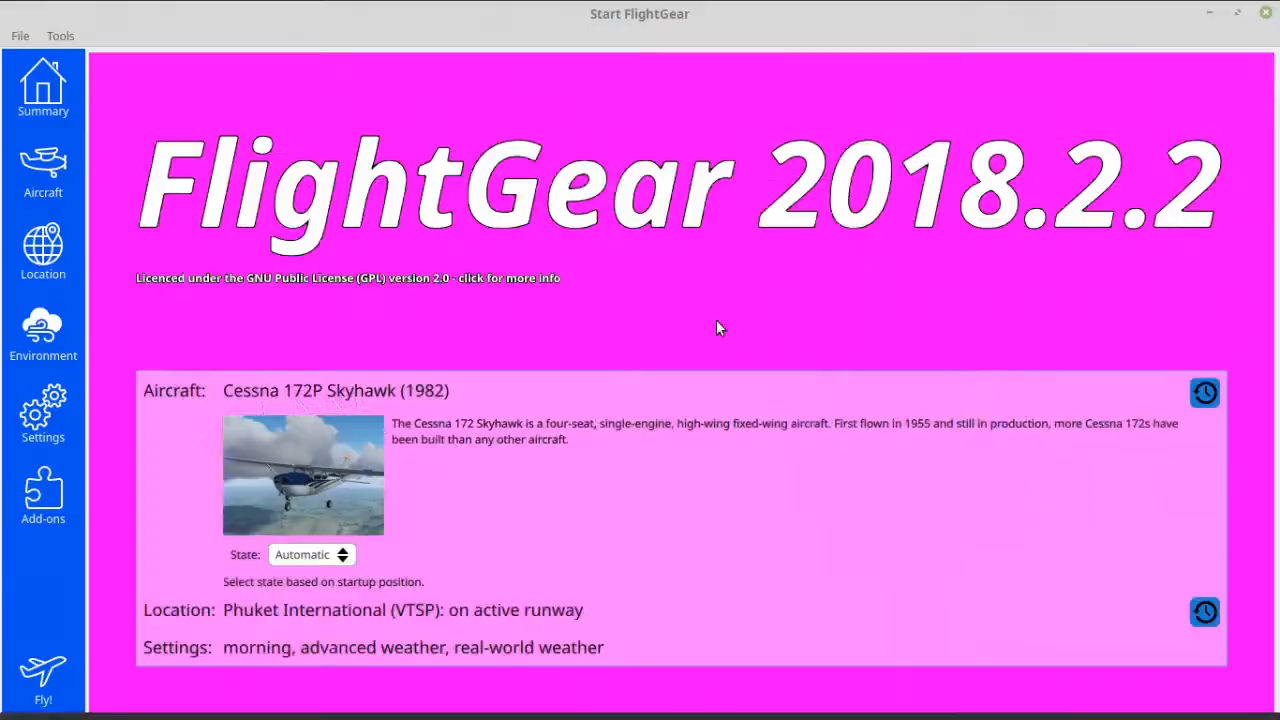 Start FlightGear
File Tools
Summary
Aircraft
Location
Environment
Settings
Add-ons
Fly!
FlightGear 2018.2.2
Licenced under the GNU Public License (GPL) version 2.0 - click for more info
Aircraft: Cessna 172P Skyhawk (1982)
The Cessna 172 Skyhawk is a four-seat, single-engine, high-wing fixed-wing aircraft. First flown in 1955 and still in production, more Cessna 172s have
been built than any other aircraft.
State: Automatic
Select state based on startup position.
Location: Phuket International (VTSP): on active runway
Settings: morning, advanced weather, real-world weather